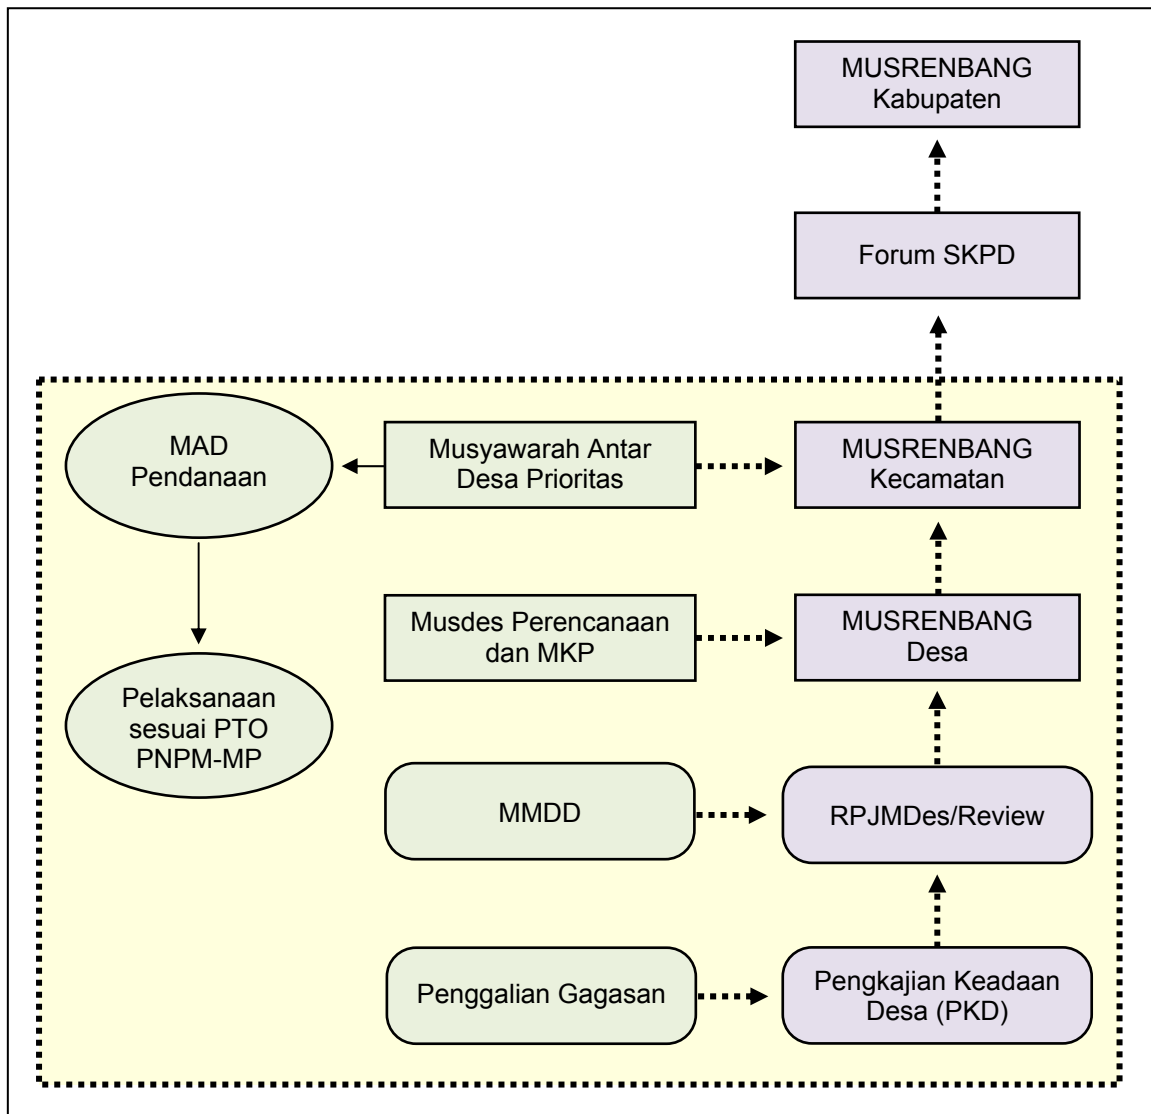 MUSRENBANG
Kabupaten
Forum SKPD
MAD
Pendanaan
Musyawarah Antar
Desa Prioritas
MUSRENBANG
Kecamatan
Musdes Perencanaan
dan MKP
MUSRENBANG
Desa
Pelaksanaan
sesuai PTO
PNPM-MP
MMDD
RPJMDes/Review
Penggalian Gagasan
Pengkajian Keadaan
Desa (PKD)